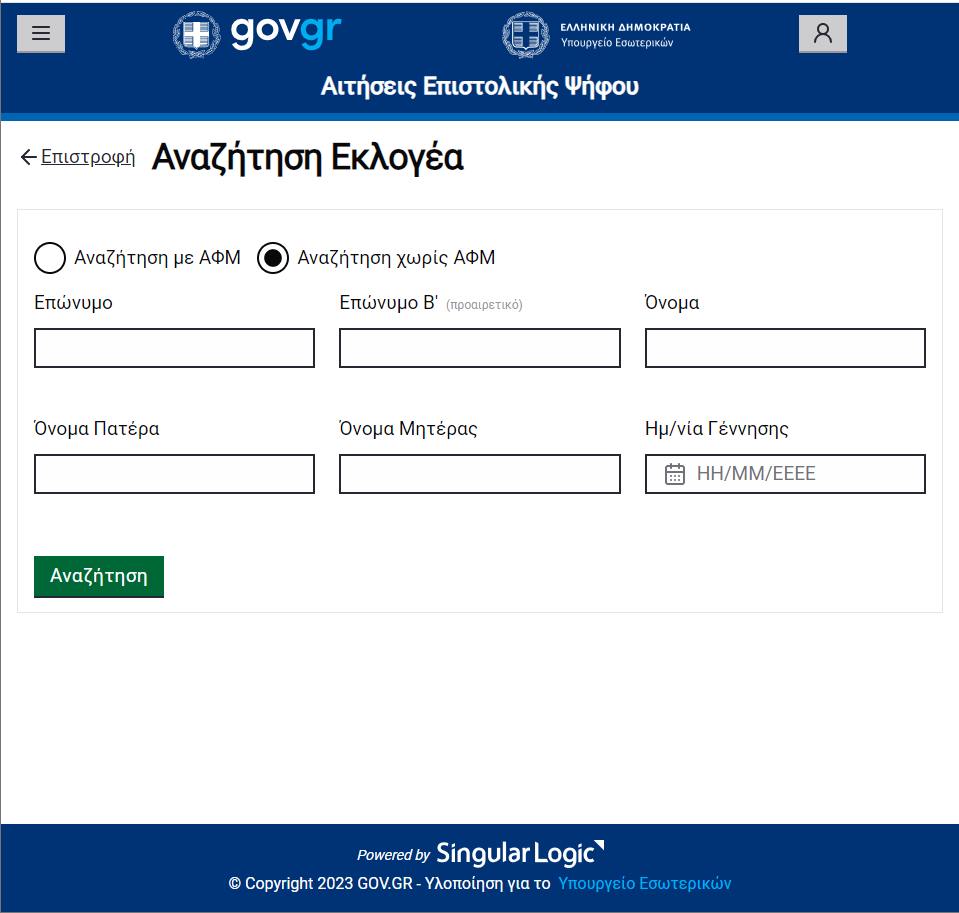 govgr
ΕΛΛΗΝΙΚΗ ΔΗΜΟΚΡΑΤΙΑ
Υπουργείο Εσωτερικών
Αιτήσεις Επιστολικής Ψήφου
Επιστροφή Αναζήτηση Εκλογέα
Αναζήτηση με ΑΦΜ Αναζήτηση χωρίς ΑΦΜ
Επώνυμο Επώνυμο Β' (προαιρετικό) Όνομα
Όνομα Πατέρα Όνομα Μητέρας Ημ/νία Γέννησης
ΗΗ/ΜΜ/ΕΕΕΕ
Αναζήτηση
Powered by Singular Logic
© Copyright 2023 GOV.GR - Υλοποίηση για το Υπουργείο Εσωτερικών